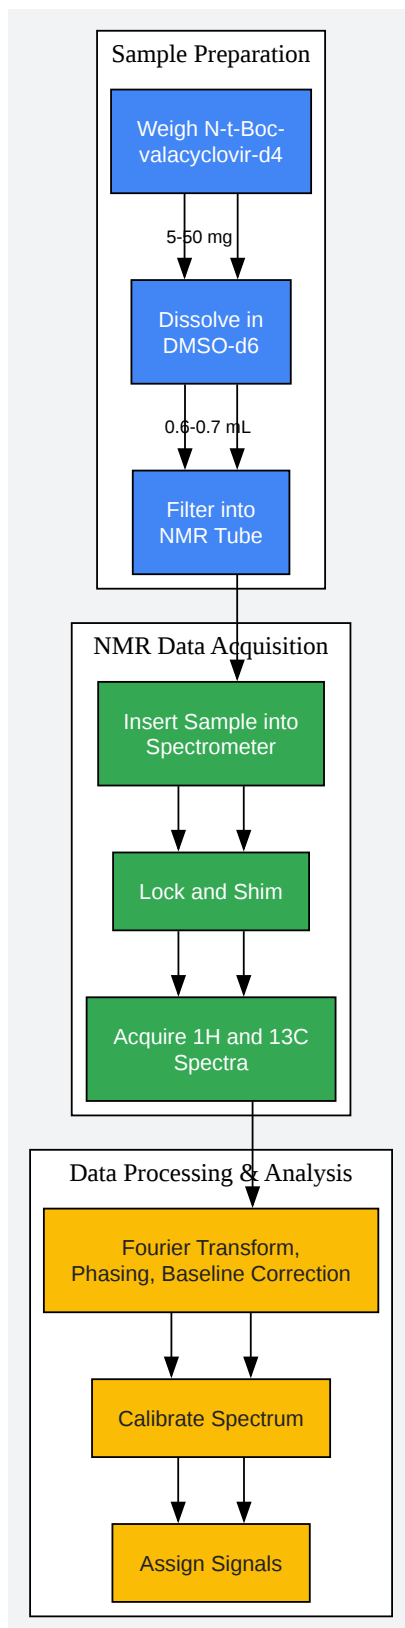 Sample Preparation
Weigh N-t-Boc-
valacyclovir-d4
5-50 mg
Dissolve in
DMSO-d6
0.6-0.7 mL
Filter into
NMR Tube
NMR Data Acquisition
Insert Sample into
Spectrometer
Lock and Shim
Acquire 1H and 13C
Spectra
Data Processing & Analysis
Fourier Transform,
Phasing, Baseline Correction
Calibrate Spectrum
Assign Signals